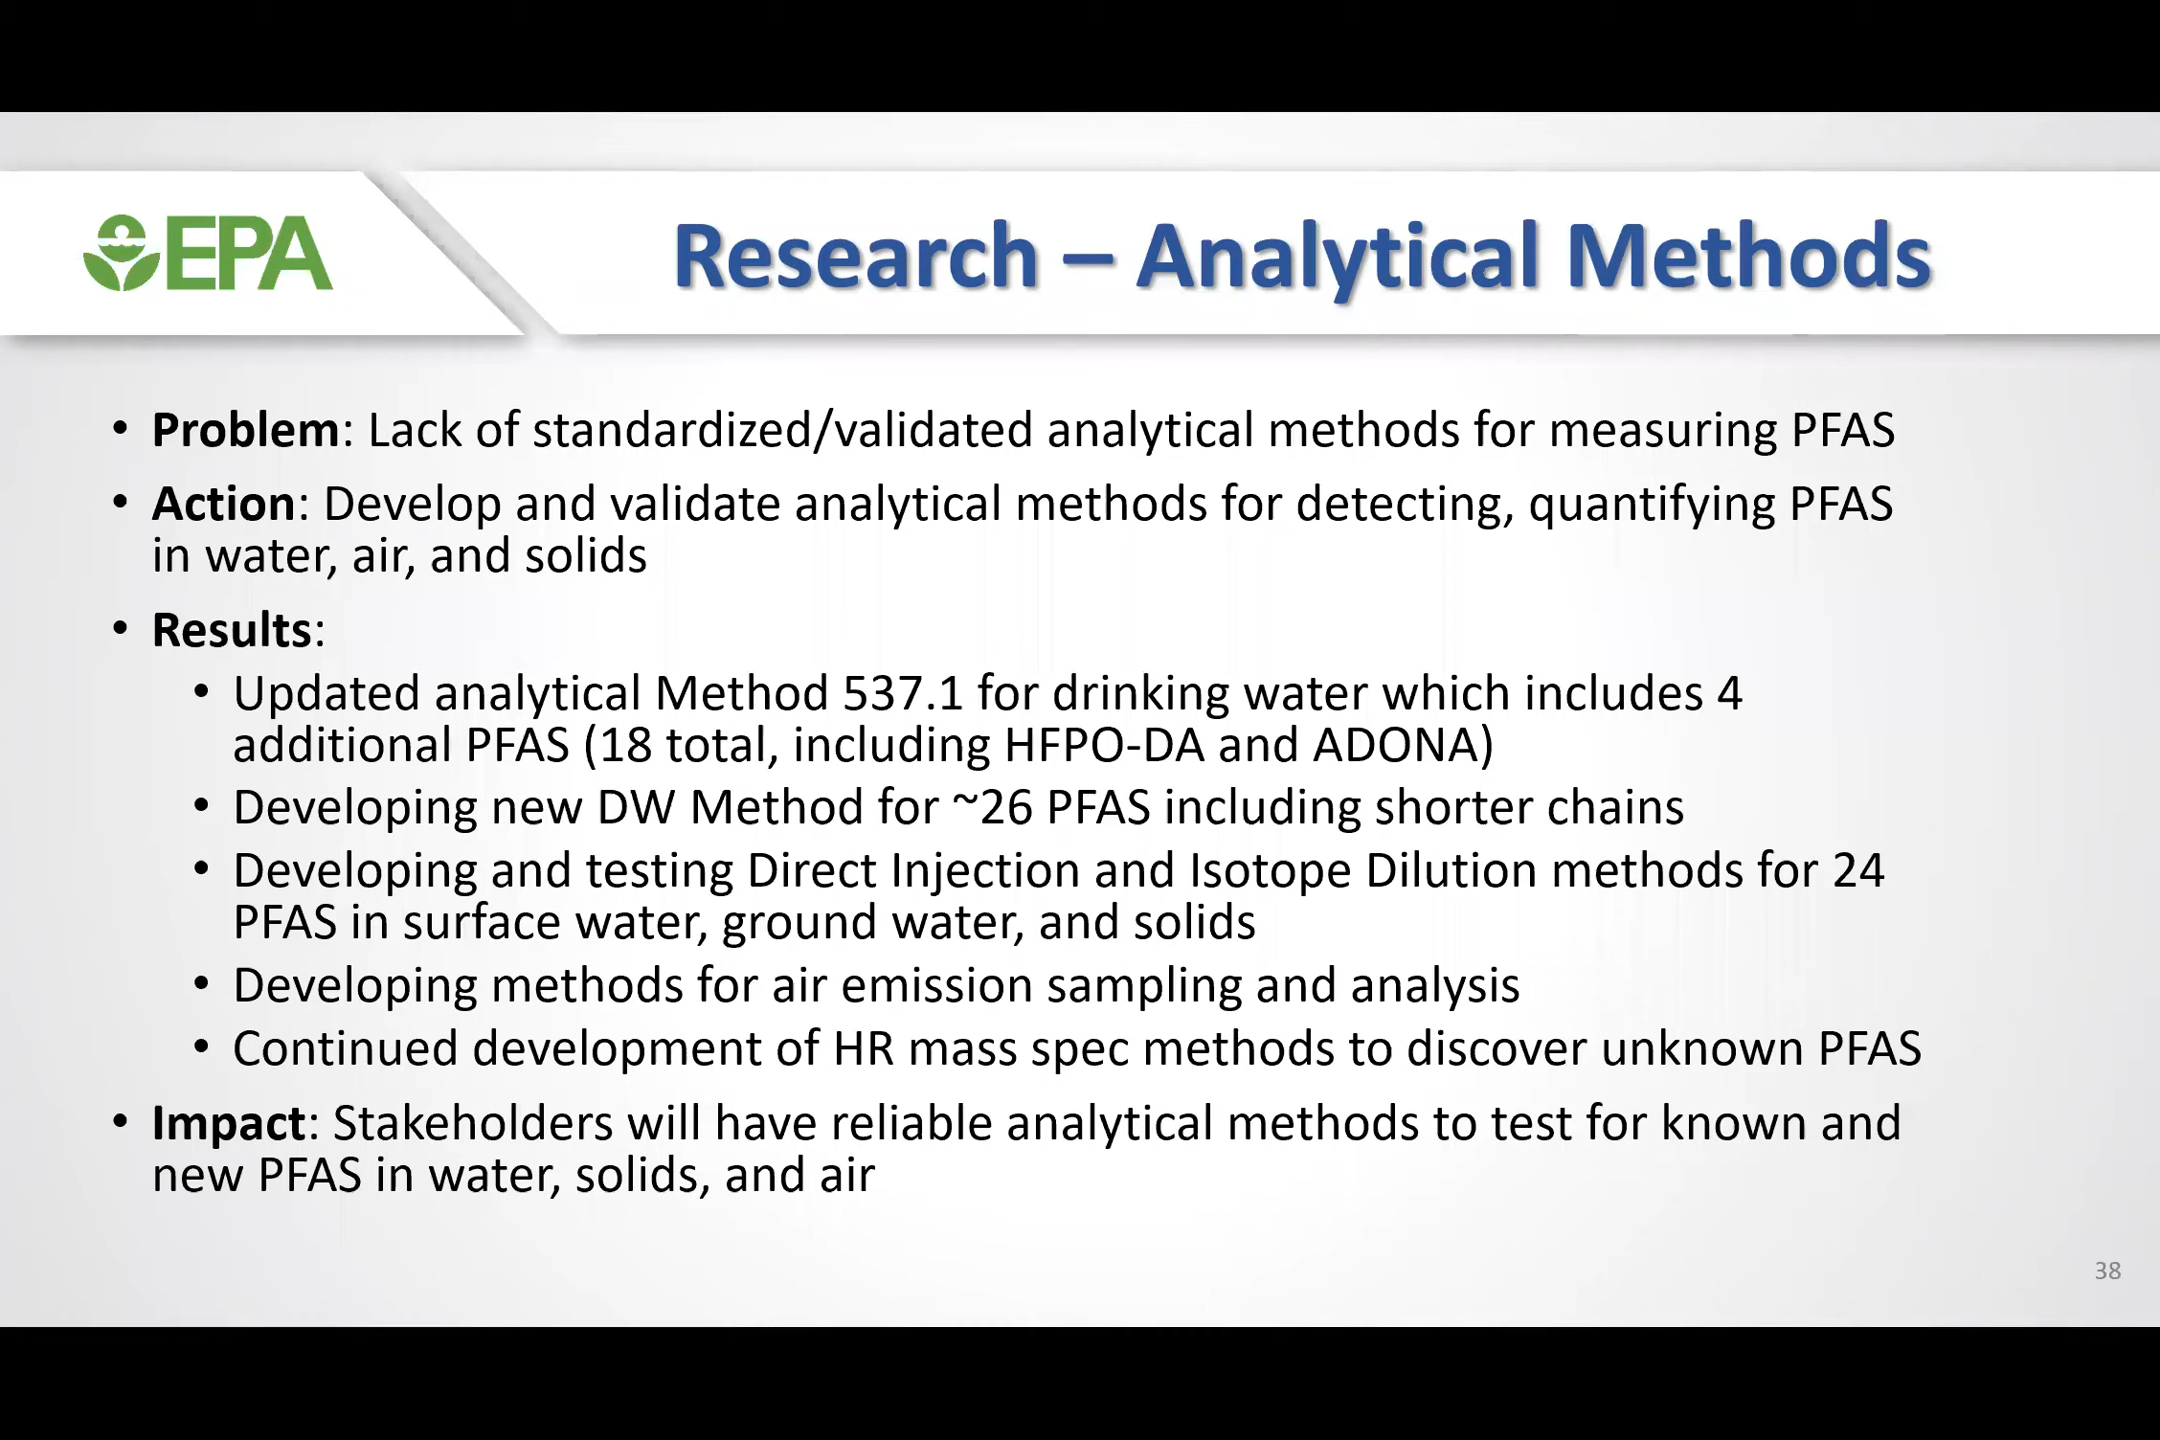 EPA
Research – Analytical Methods
• Problem: Lack of standardized/validated analytical methods for measuring PFAS
• Action: Develop and validate analytical methods for detecting, quantifying PFAS
in water, air, and solids
• Results:
• Updated analytical Method 537.1 for drinking water which includes 4
additional PFAS (18 total, including HFPO-DA and ADONA)
• Developing new DW Method for ~26 PFAS including shorter chains
• Developing and testing Direct Injection and Isotope Dilution methods for 24
PFAS in surface water, ground water, and solids
• Developing methods for air emission sampling and analysis
• Continued development of HR mass spec methods to discover unknown PFAS
• Impact: Stakeholders will have reliable analytical methods to test for known and
new PFAS in water, solids, and air
38